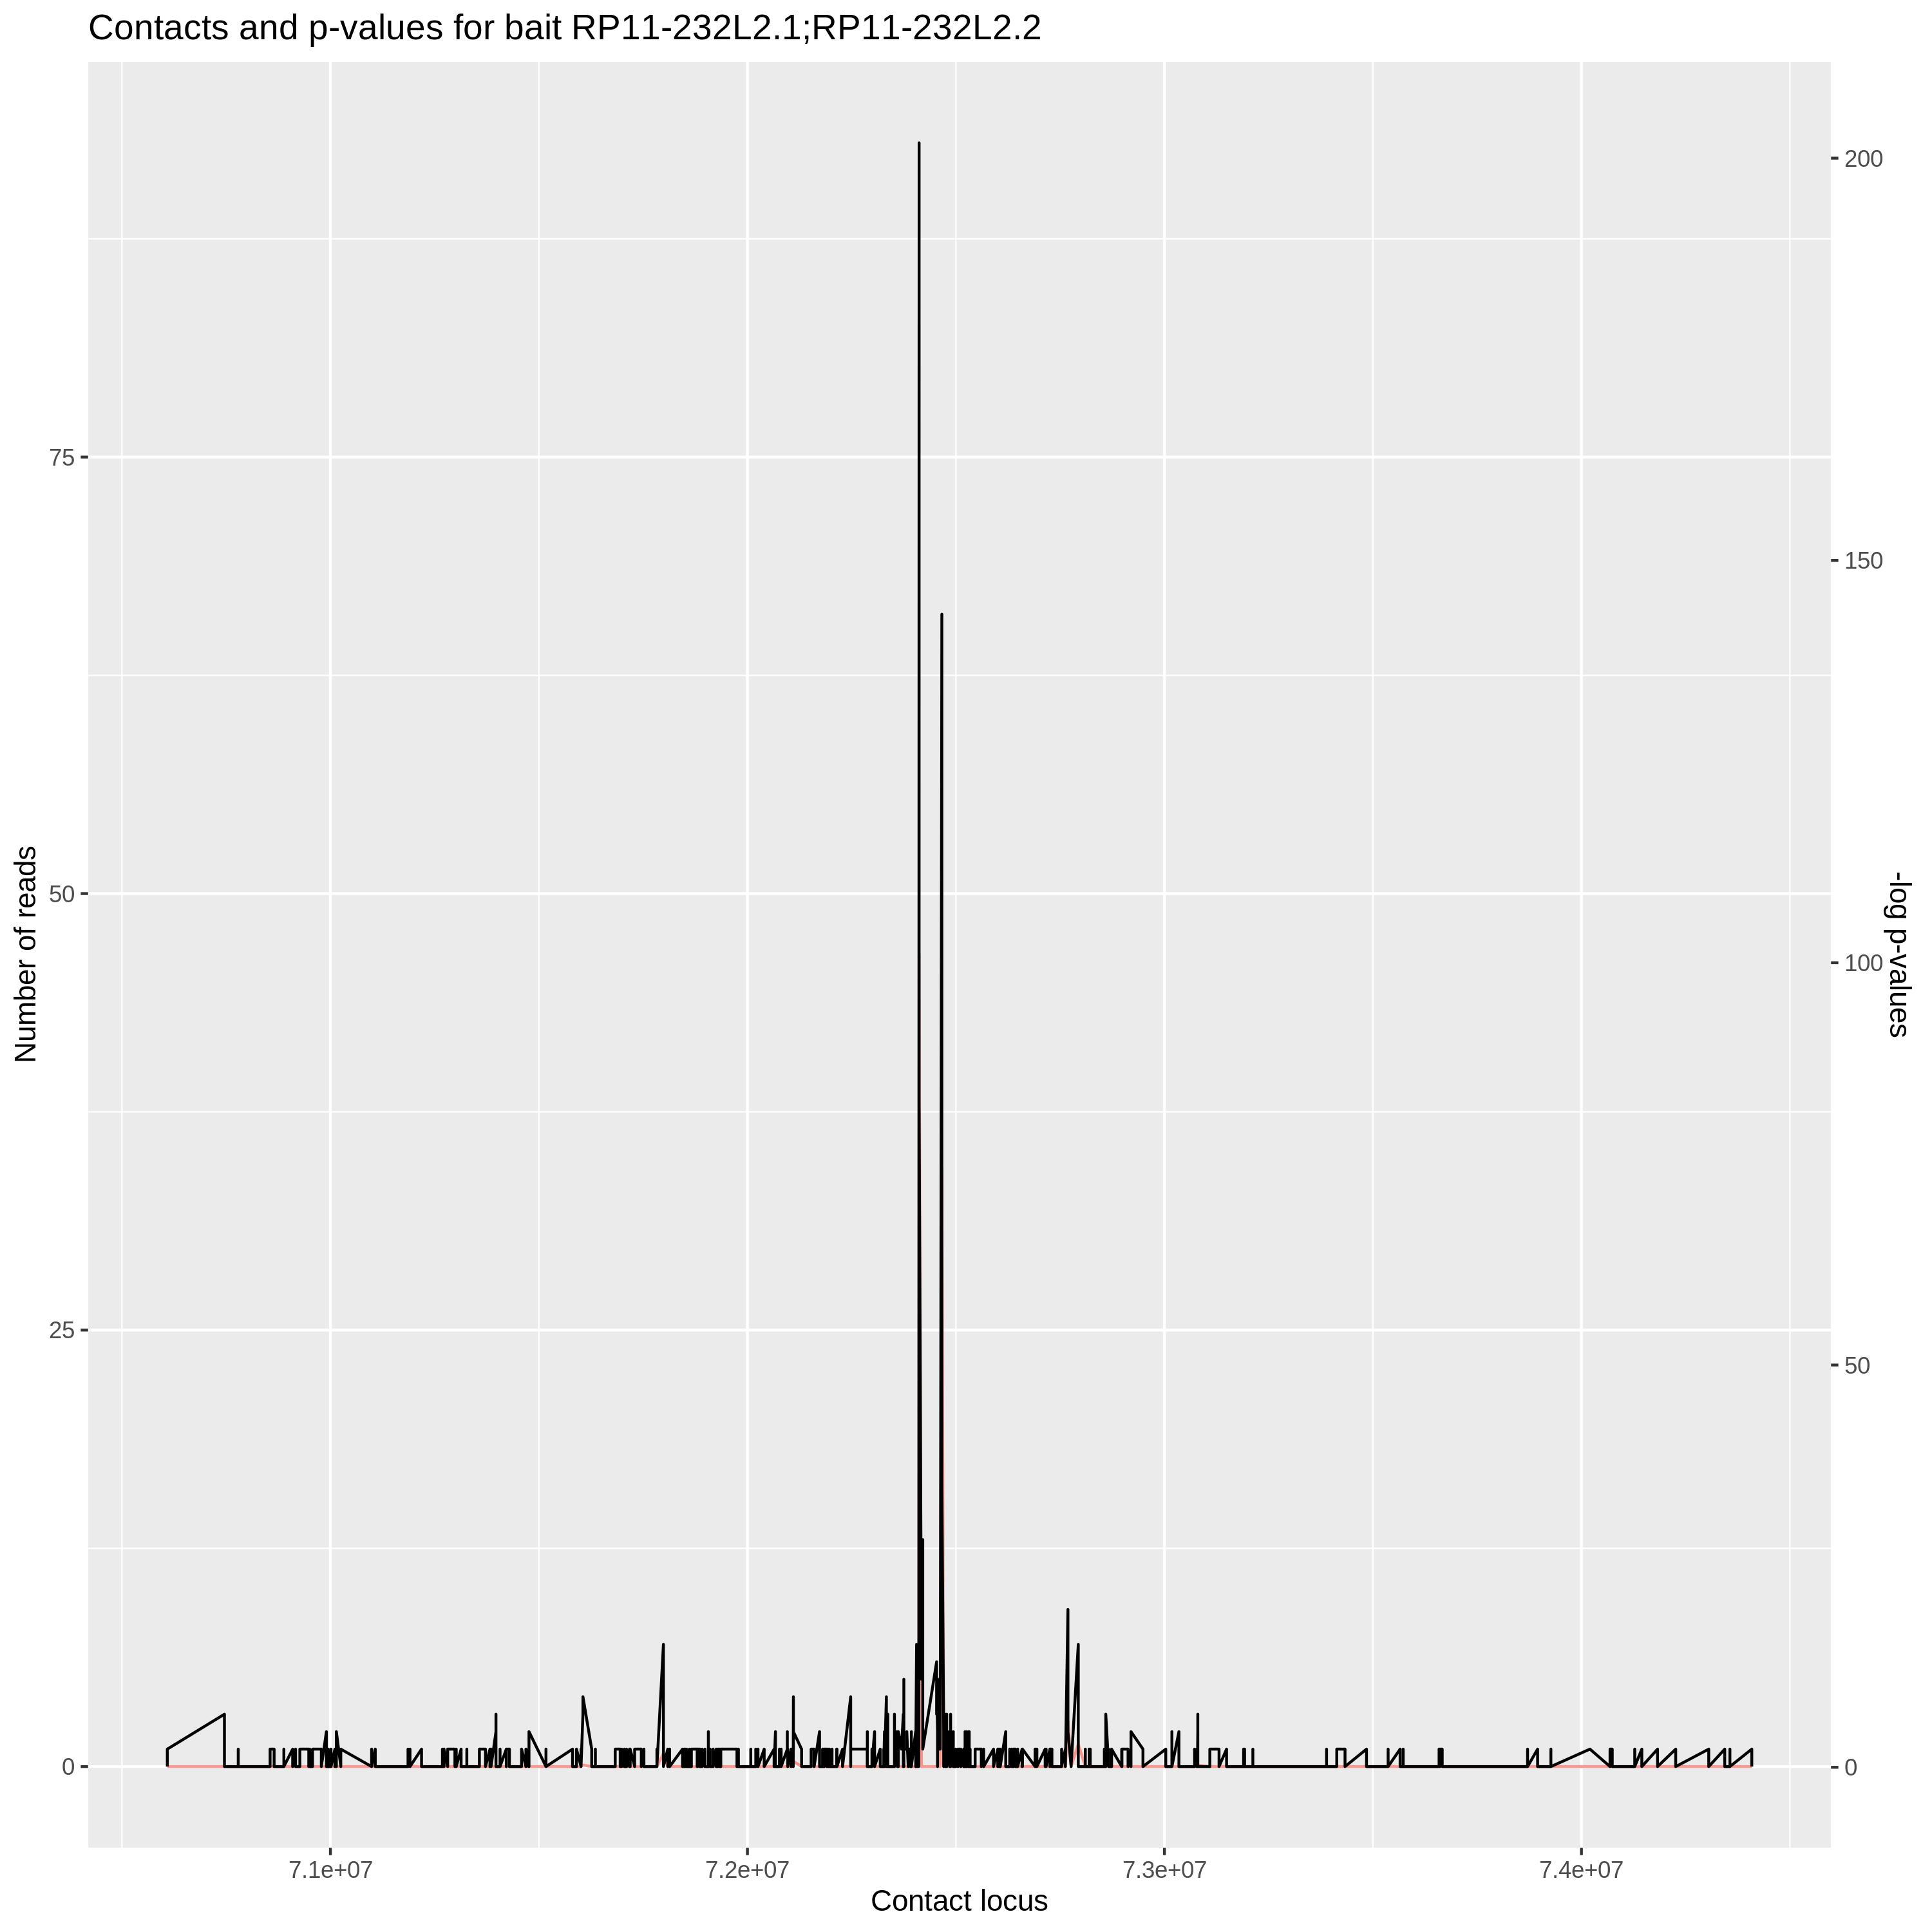 Contacts and p-values for bait RP11-232L2.1;RP11-232L2.2
75
50
25
0
Number of reads
200
150
100
50
0
-log p-values
7.1e+07
7.2e+07
7.3e+07
7.4e+07
Contact locus